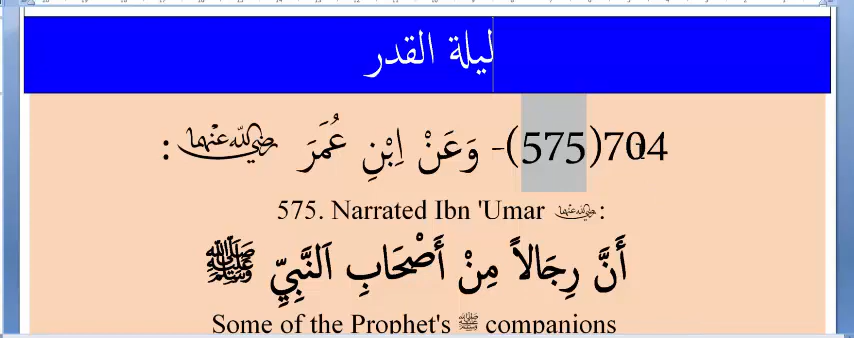 ليلة القدر
704(575)- وَعَنْ اِبْنِ عُمَرَ رضي الله عنهما :
575. Narrated Ibn 'Umar رضي الله عنهما:
أَنَّ رِجَالاً مِنْ أَصْحَابِ اَلنَّبِيِّ ﷺ
Some of the Prophet's ﷺ companions